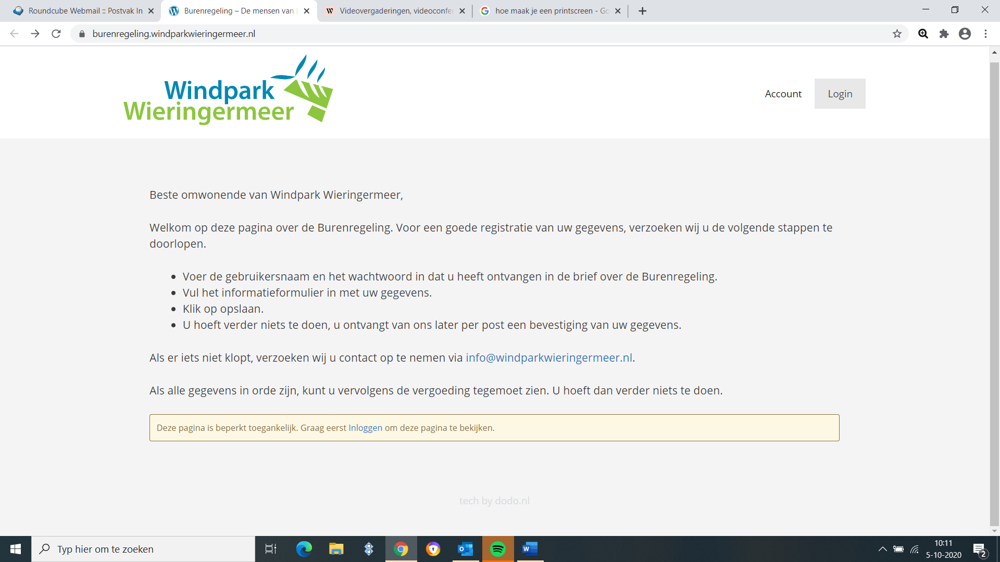 Roundcube Webmail :: Postvak In
Burenregeling – De mensen van
Videovergaderingen, videoconfe
hoe maak je een printscreen - Go
burenregeling.windparkwieringermeer.nl
Windpark
Wieringermeer
Account
Login
Beste omwonende van Windpark Wieringermeer,
Welkom op deze pagina over de Burenregeling. Voor een goede registratie van uw gegevens, verzoeken wij u de volgende stappen te
doorlopen.
Voer de gebruikersnaam en het wachtwoord in dat u heeft ontvangen in de brief over de Burenregeling.
Vul het informatieformulier in met uw gegevens.
Klik op opslaan.
U hoeft verder niets te doen, u ontvangt van ons later per post een bevestiging van uw gegevens.
Als er iets niet klopt, verzoeken wij u contact op te nemen via info@windparkwieringermeer.nl.
Als alle gegevens in orde zijn, kunt u vervolgens de vergoeding tegemoet zien. U hoeft dan verder niets te doen.
Deze pagina is beperkt toegankelijk. Graag eerst Inloggen om deze pagina te bekijken.
tech by dodo.nl
Typ hier om te zoeken
10:11
5-10-2020
2